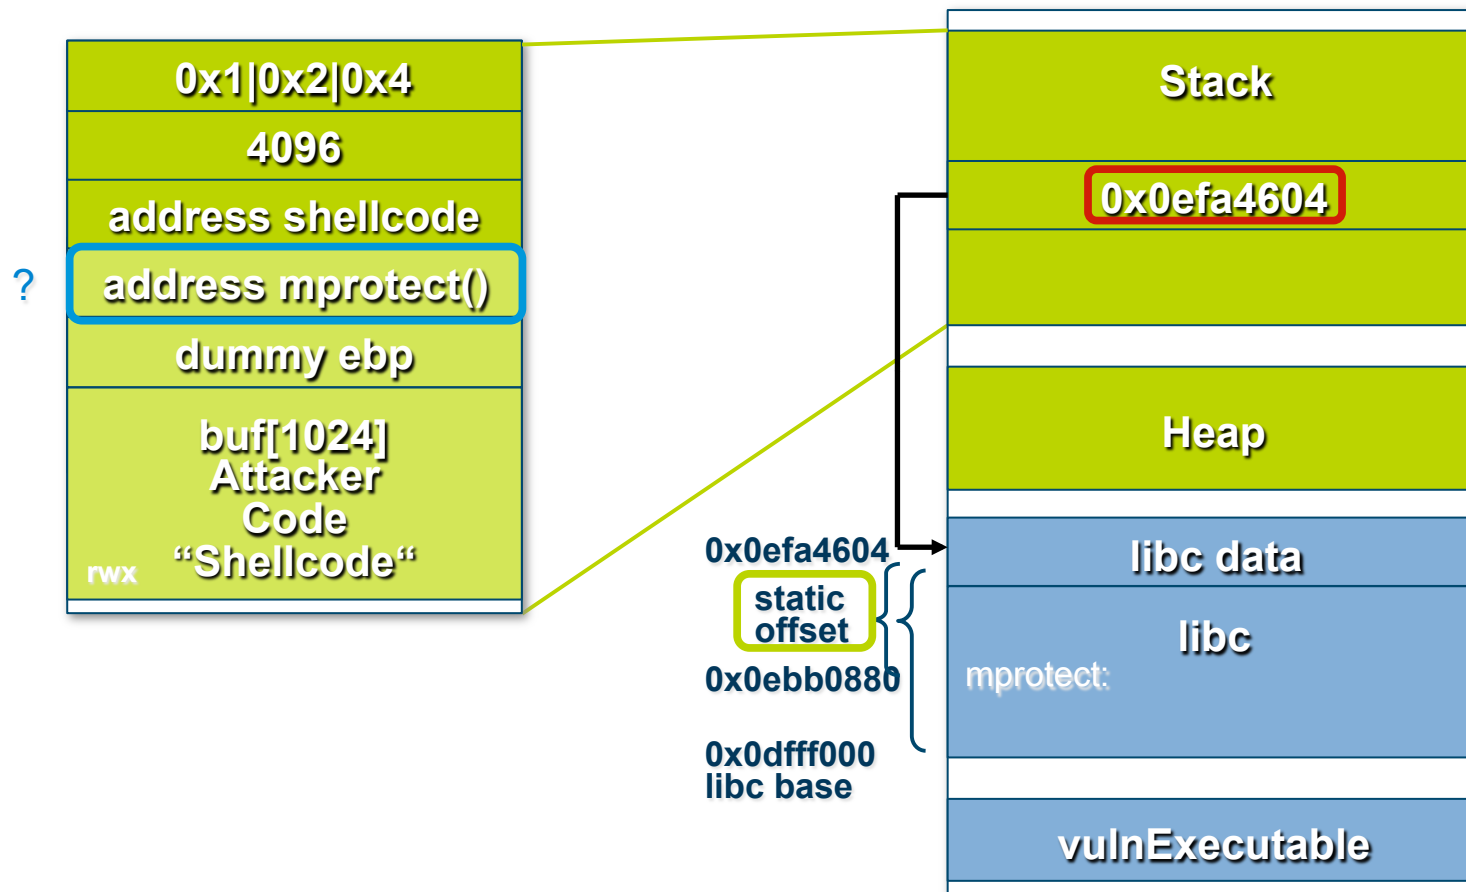 0x1|0x2|0x4
4096
address shellcode
?
address mprotect()
dummy ebp
buf[1024]
Attacker
Code
“Shellcode“
rwx
Stack
0x0efa4604
Heap
0x0efa4604
static
offset
0x0ebb0880
0x0dfff000
libc base
libc data
libc
mprotect:
vulnExecutable